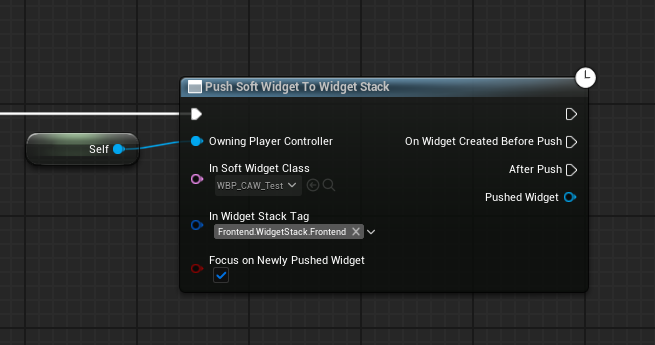 Push Soft Widget To Widget Stack
Self
Owning Player Controller
On Widget Created Before Push
In Soft Widget Class
After Push
WBP_CAW_Test
Pushed Widget
In Widget Stack Tag
Frontend.WidgetStack.Frontend
Focus on Newly Pushed Widget